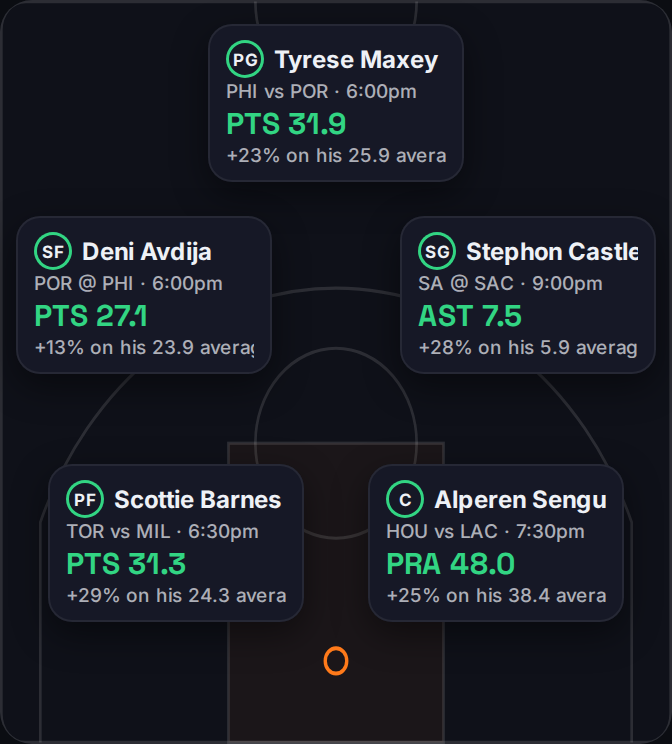 PG Tyrese Maxey
PHI vs POR · 6:00pm
PTS 31.9
+23% on his 25.9 avera
SF Deni Avdija
POR @ PHI · 6:00pm
PTS 27.1
+13% on his 23.9 averag
SG Stephon Castle
SA @ SAC · 9:00pm
AST 7.5
+28% on his 5.9 averag
PF Scottie Barnes
TOR vs MIL · 6:30pm
PTS 31.3
+29% on his 24.3 avera
C Alperen Sengu
HOU vs LAC · 7:30pm
PRA 48.0
+25% on his 38.4 avera